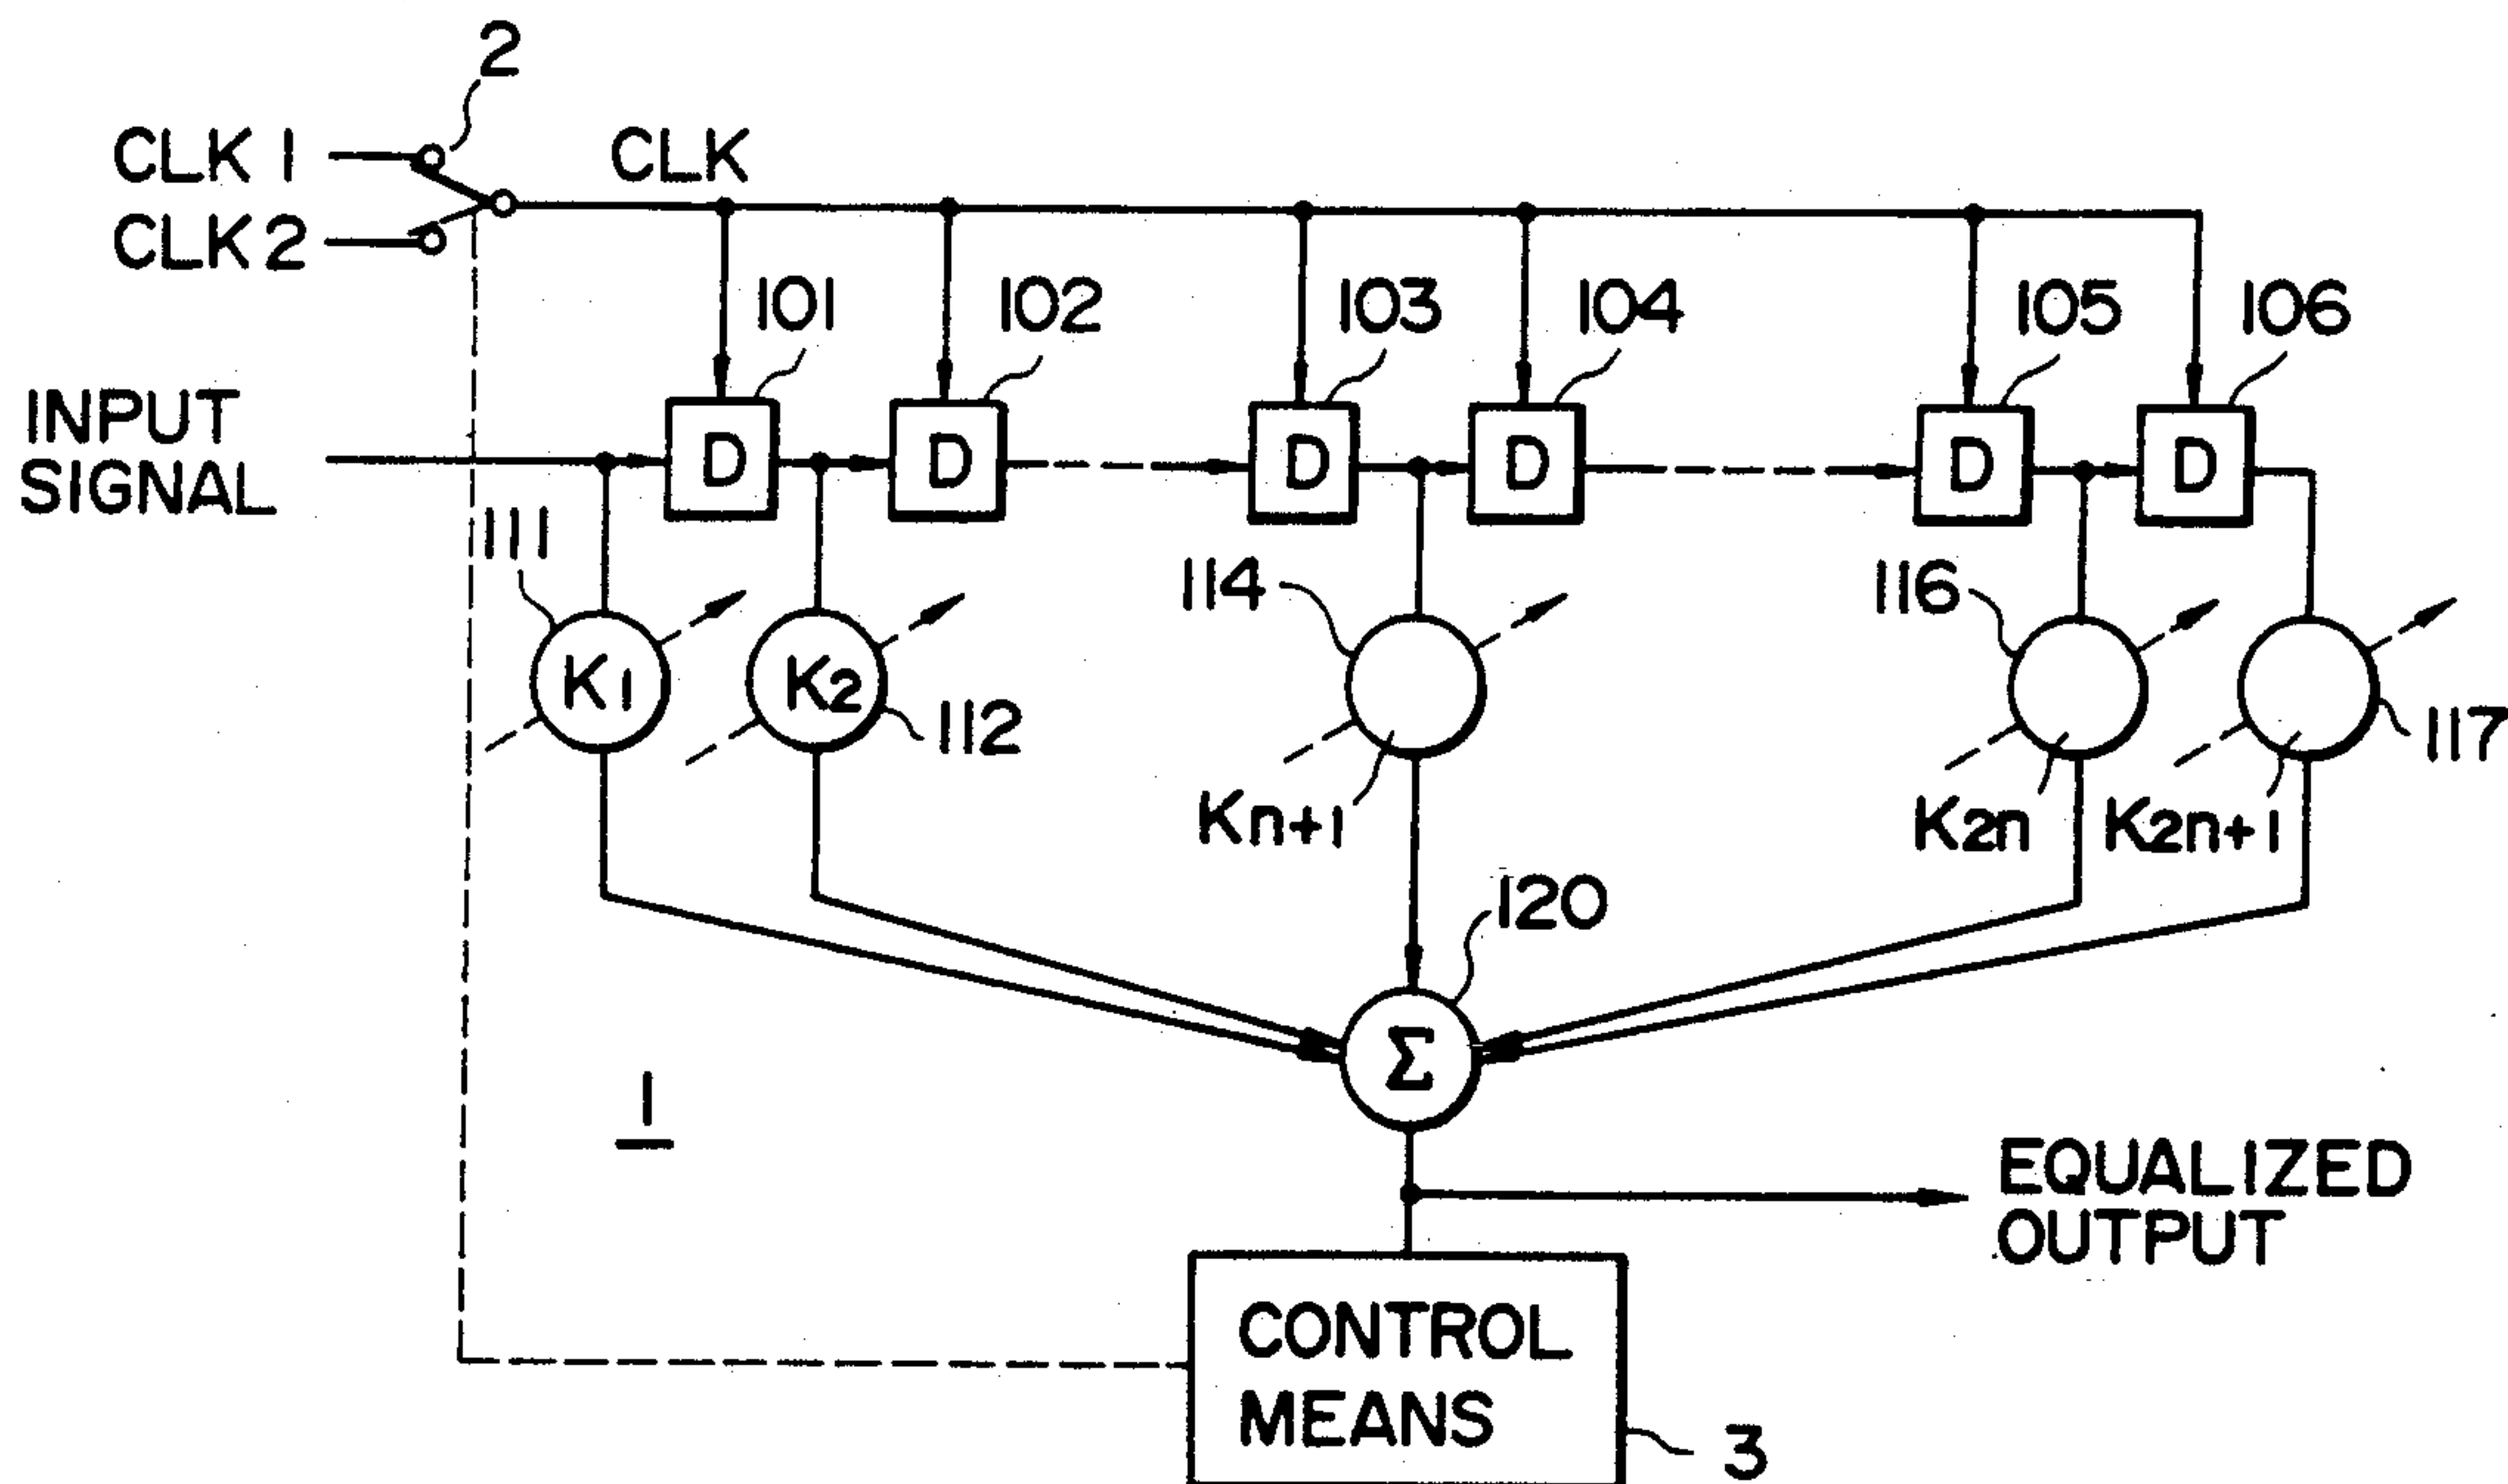 2
CLK 1
CLK
CLK 2
101
102
103
104
105
106
INPUT
SIGNAL
D
D
D
D
D
D
111
114
116
K1
K2
112
117
Kn+1
K2n
K2n+1
120
Σ
1
EQUALIZED
OUTPUT
CONTROL
MEANS
3